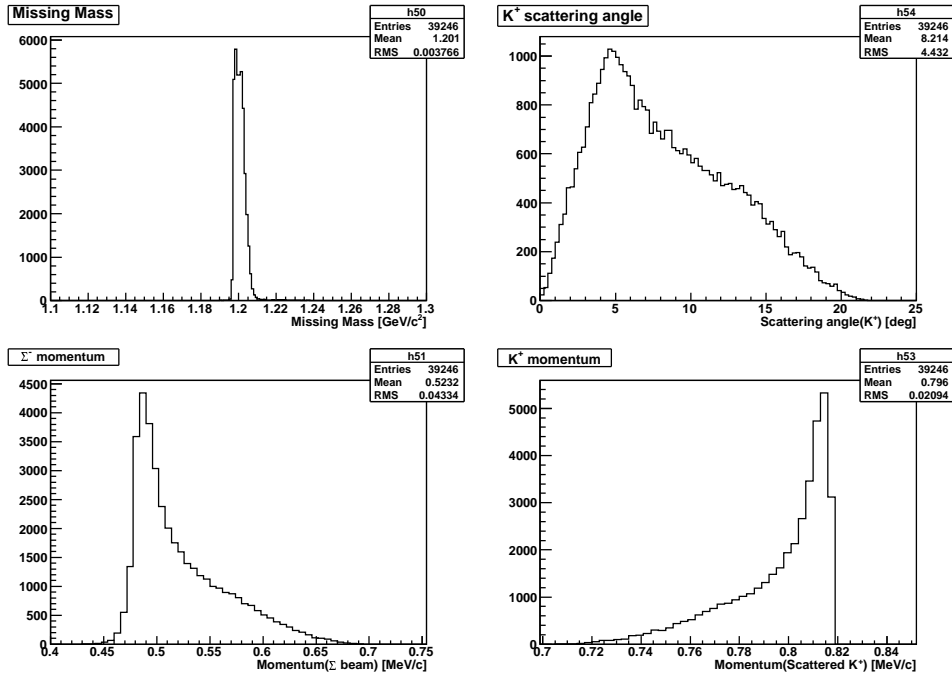 Missing Mass
h50
Entries 39246
Mean 1.201
RMS 0.003766
6000
5000
4000
3000
2000
1000
0
1.1 1.12 1.14 1.16 1.18 1.2 1.22 1.24 1.26 1.28 1.3
Missing Mass [GeV/c²]
K⁺ scattering angle
h54
Entries 39246
Mean 8.214
RMS 4.432
1000
800
600
400
200
0
0 5 10 15 20 25
Scattering angle(K⁺) [deg]
Σ⁻ momentum
h51
Entries 39246
Mean 0.5232
RMS 0.04334
4500
4000
3500
3000
2500
2000
1500
1000
500
0
0.4 0.45 0.5 0.55 0.6 0.65 0.7 0.75
Momentum(Σ beam) [MeV/c]
K⁺ momentum
h53
Entries 39246
Mean 0.796
RMS 0.02094
5000
4000
3000
2000
1000
0
0.7 0.72 0.74 0.76 0.78 0.8 0.82 0.84
Momentum(Scattered K⁺) [MeV/c]